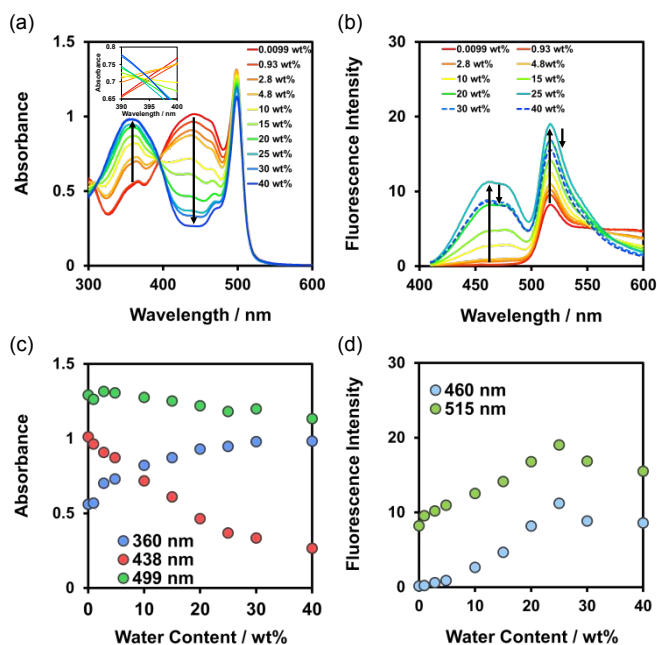 (a)
Absorbance
1.5
1
0.5
0
300
400
500
600
Wavelength / nm
Absorbance
0.75
0.7
0.65
390
400
Wavelength / nm
0.0099 wt%
0.93 wt%
2.8 wt%
4.8 wt%
10 wt%
15 wt%
20 wt%
25 wt%
30 wt%
40 wt%
(b)
Fluorescence Intensity
30
20
10
0
400
450
500
550
600
Wavelength / nm
0.0099 wt% 0.93 wt%
2.8 wt% 4.8wt%
10 wt% 15 wt%
20 wt% 25 wt%
30 wt% 40 wt%
(c)
Absorbance
1.5
1
0.5
0
0
10
20
30
40
Water Content / wt%
360 nm
438 nm
499 nm
(d)
Fluorescence Intensity
30
20
10
0
0
10
20
30
40
Water Content / wt%
460 nm
515 nm